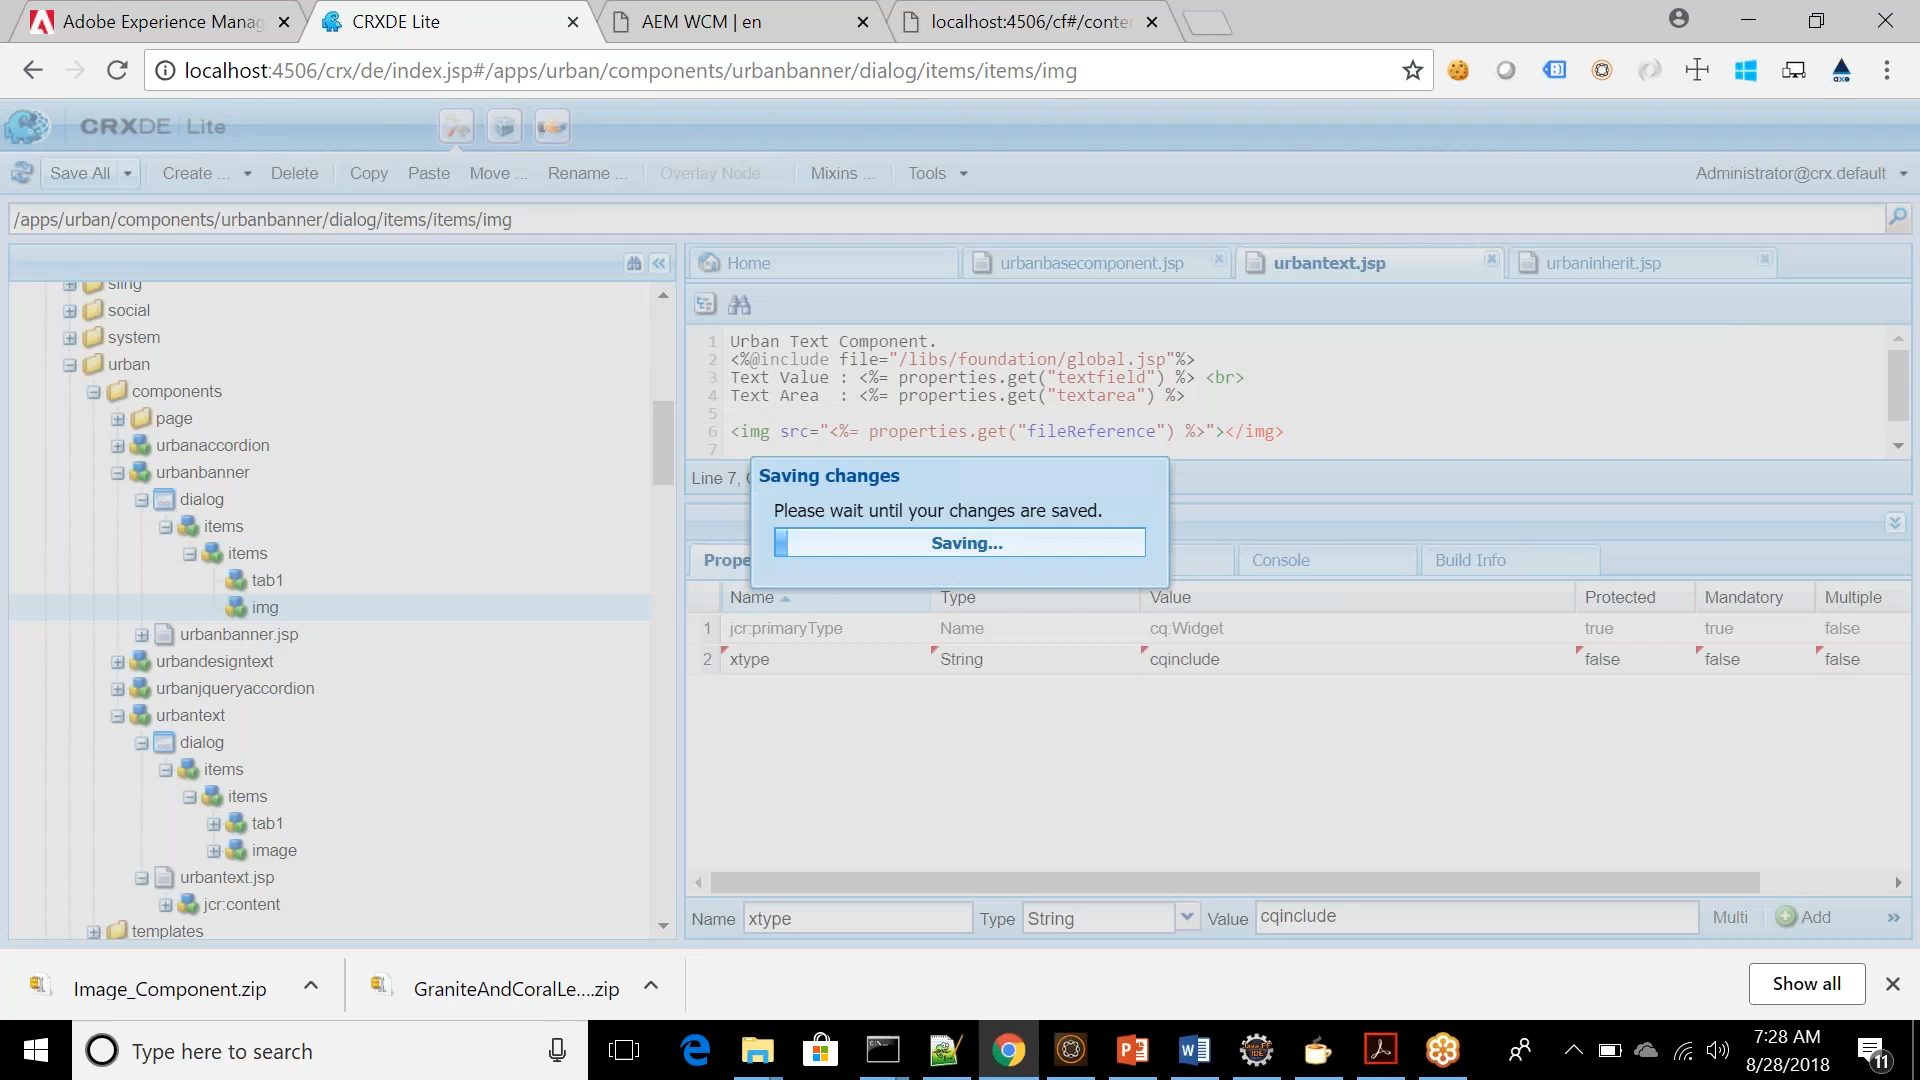 Adobe Experience Manag
CRXDE Lite
AEM WCM | en
localhost:4506/cf#/conten
localhost:4506/crx/de/index.jsp#/apps/urban/components/urbanbanner/dialog/items/items/img
CRXDE | Lite
Save All
Create ...
Delete
Copy
Paste
Move ...
Rename ...
Overlay Node ...
Mixins ...
Tools
Administrator@crx.default
/apps/urban/components/urbanbanner/dialog/items/items/img
sling
social
system
urban
components
page
urbanaccordion
urbanbanner
dialog
items
items
tab1
img
urbanbanner.jsp
urbandesigntext
urbanjqueryaccordion
urbantext
dialog
items
items
tab1
image
urbantext.jsp
jcr:content
templates
Home
urbanbasecomponent.jsp
urbantext.jsp
urbaninherit.jsp
1 Urban Text Component.
2 <%@include file="/libs/foundation/global.jsp"%>
3 Text Value : <%= properties.get("textfield") %> <br>
4 Text Area  : <%= properties.get("textarea") %>
5
6 <img src="<%= properties.get("fileReference") %>"></img>
7
Line 7,
Saving changes
Please wait until your changes are saved.
Saving...
Prope
Console
Build Info
Name Type Value Protected Mandatory Multiple
1 jcr:primaryType Name cq:Widget true true false
2 xtype String cqinclude false false false
Name xtype Type String Value cqinclude Multi Add
Image_Component.zip
GraniteAndCoralLe....zip
Show all
Type here to search
7:28 AM
8/28/2018
11